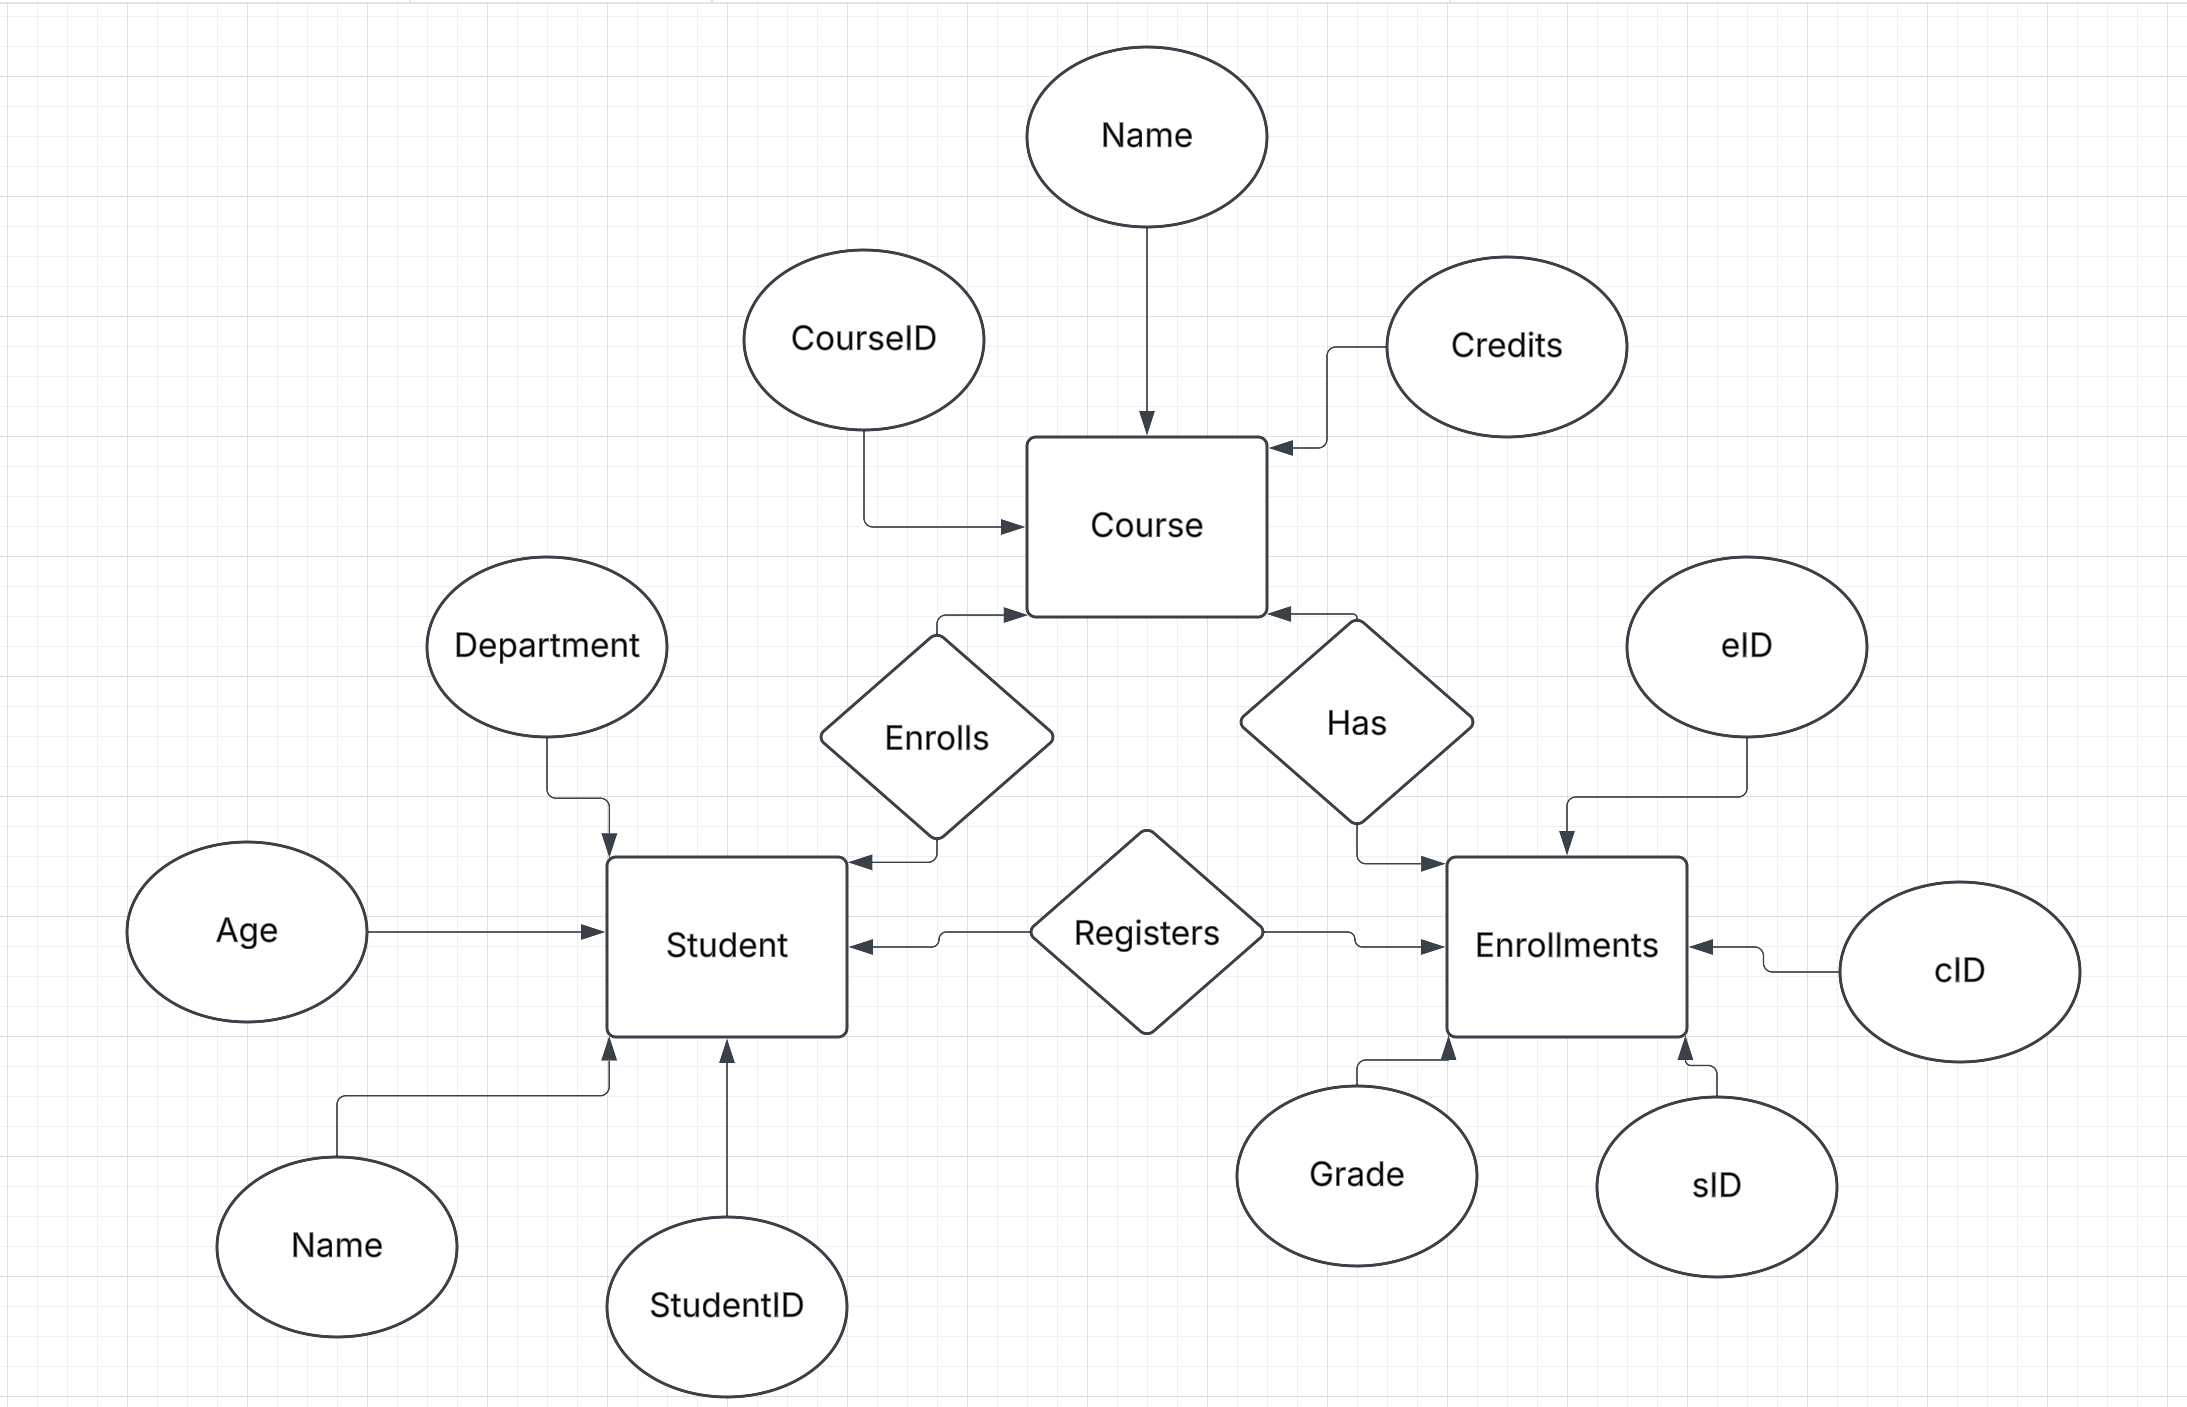 Name
CourseID
Credits
Course
Department
eID
Enrolls
Has
Age
Student
Registers
Enrollments
cID
Name
StudentID
Grade
sID